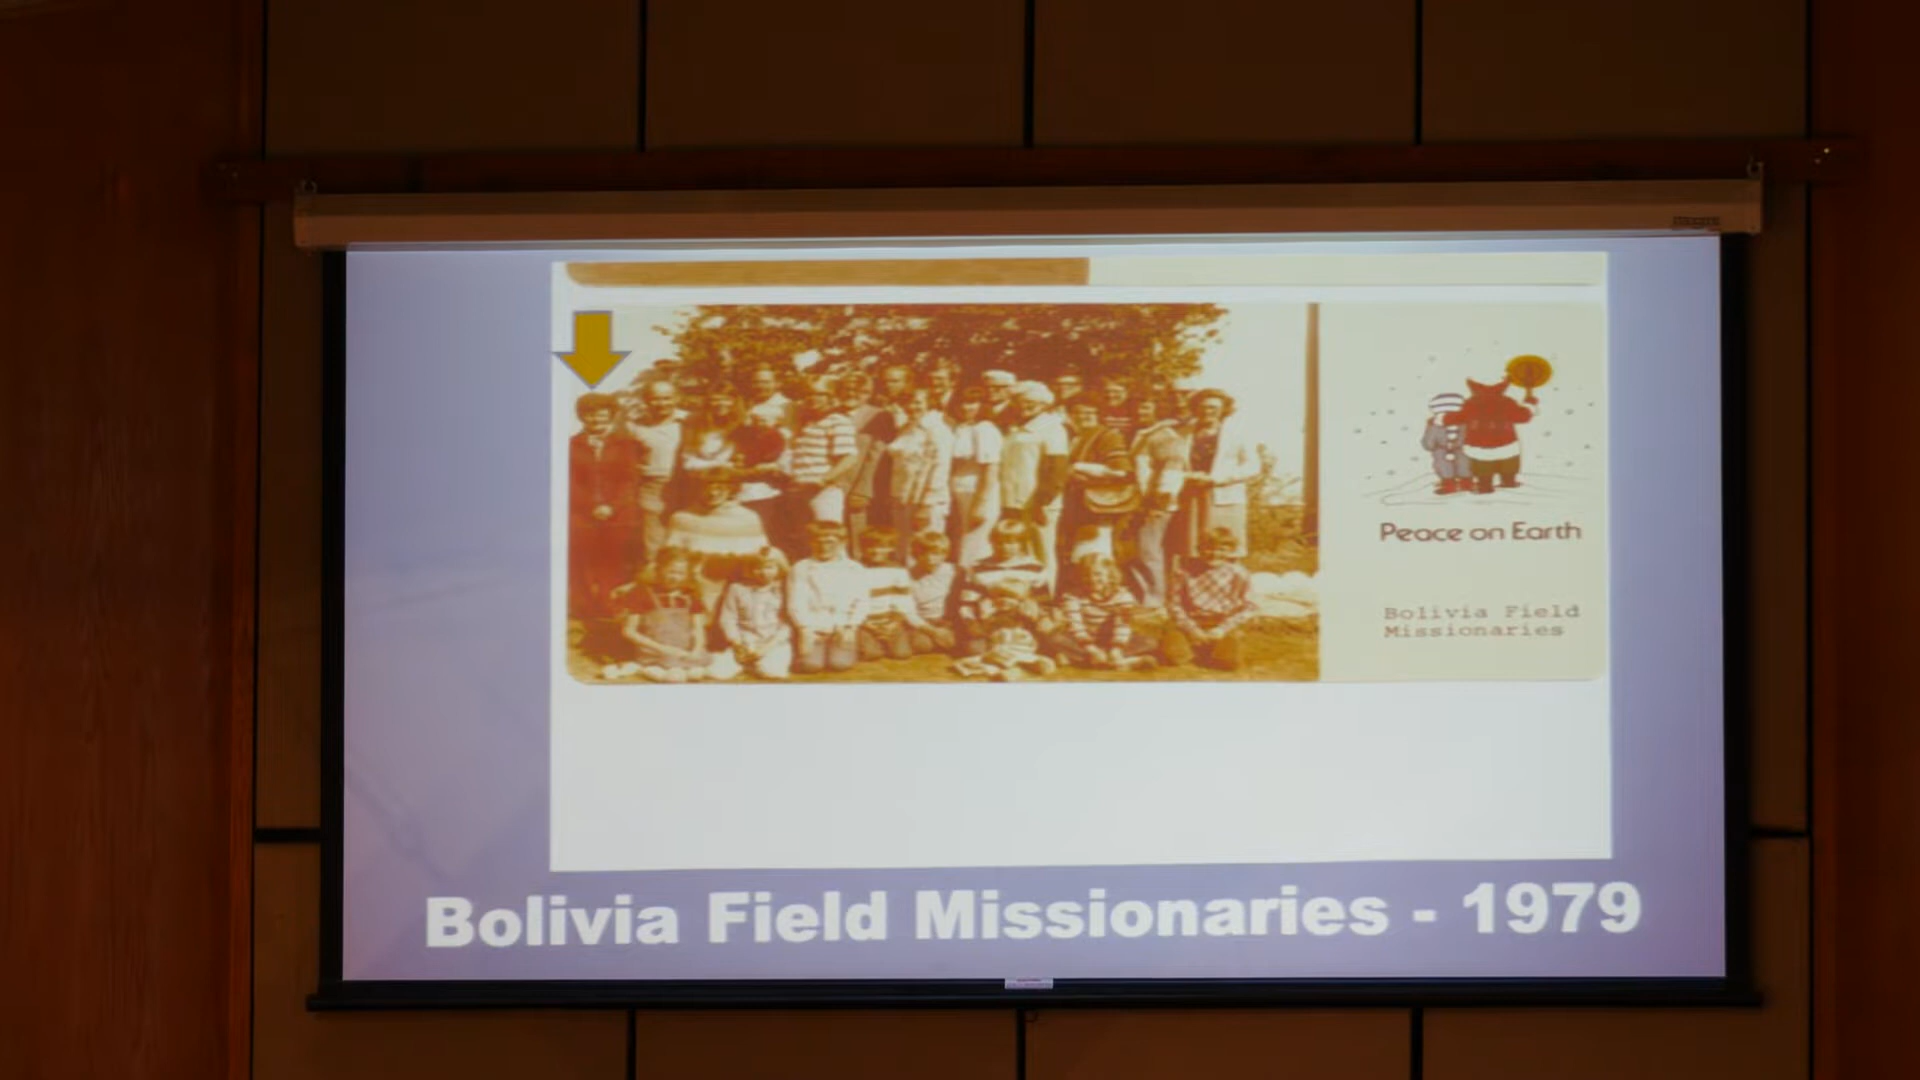 Peace on Earth
Bolivia Field
Missionaries
Bolivia Field Missionaries - 1979